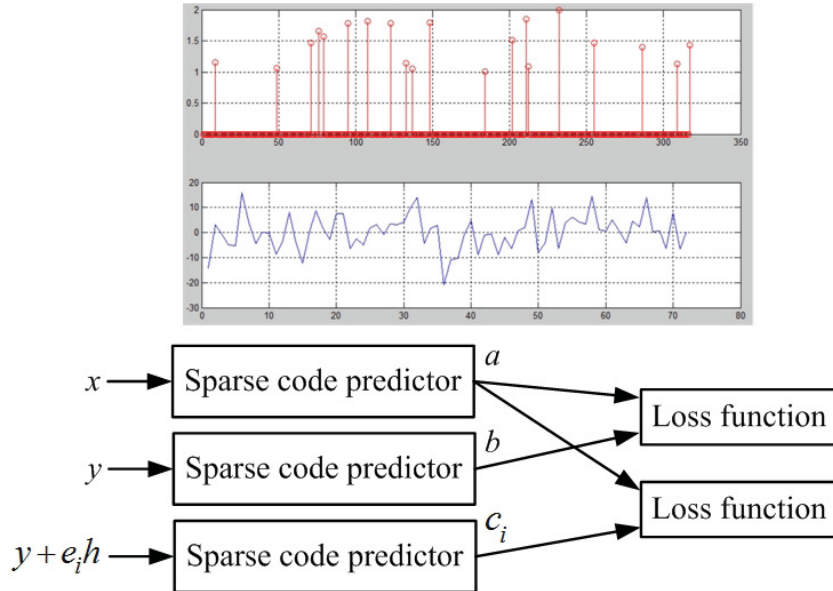 2
1.5
1
0.5
0
0 50 100 150 200 250 300 350
20
10
0
-10
-20
-30
0 10 20 30 40 50 60 70 80
x Sparse code predictor a
Loss function
y Sparse code predictor b
Loss function
y + e_i h Sparse code predictor c_i